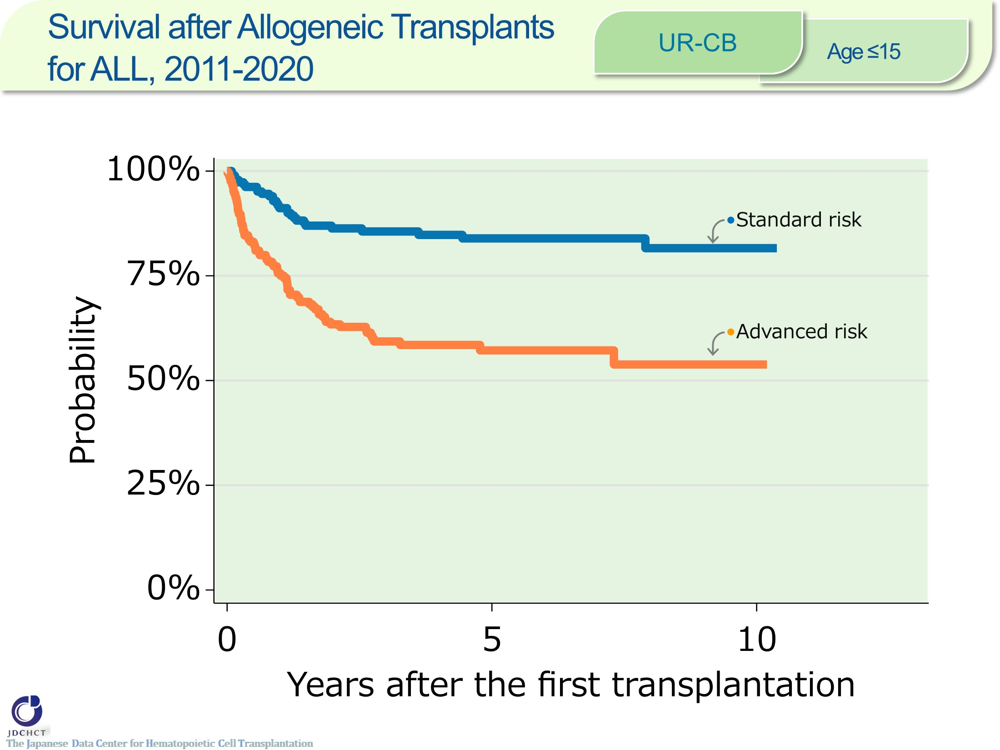 Survival after Allogeneic Transplants
for ALL, 2011-2020
UR-CB
Age ≤15
100%
75%
50%
25%
0%
Probability
Standard risk
Advanced risk
0
5
10
Years after the first transplantation
JDCHCT
The Japanese Data Center for Hematopoietic Cell Transplantation